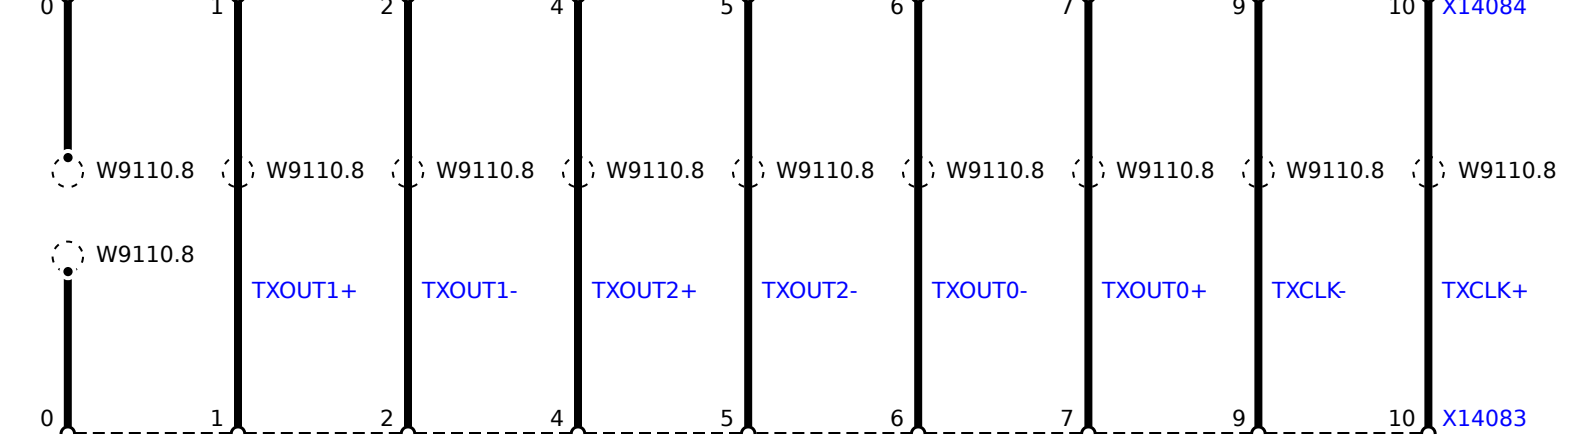 0 1 2 4 5 6 7 9 10 X14084
W9110.8 W9110.8 W9110.8 W9110.8 W9110.8 W9110.8 W9110.8 W9110.8 W9110.8
W9110.8
TXOUT1+ TXOUT1- TXOUT2+ TXOUT2- TXOUT0- TXOUT0+ TXCLK- TXCLK+
0 1 2 4 5 6 7 9 10 X14083